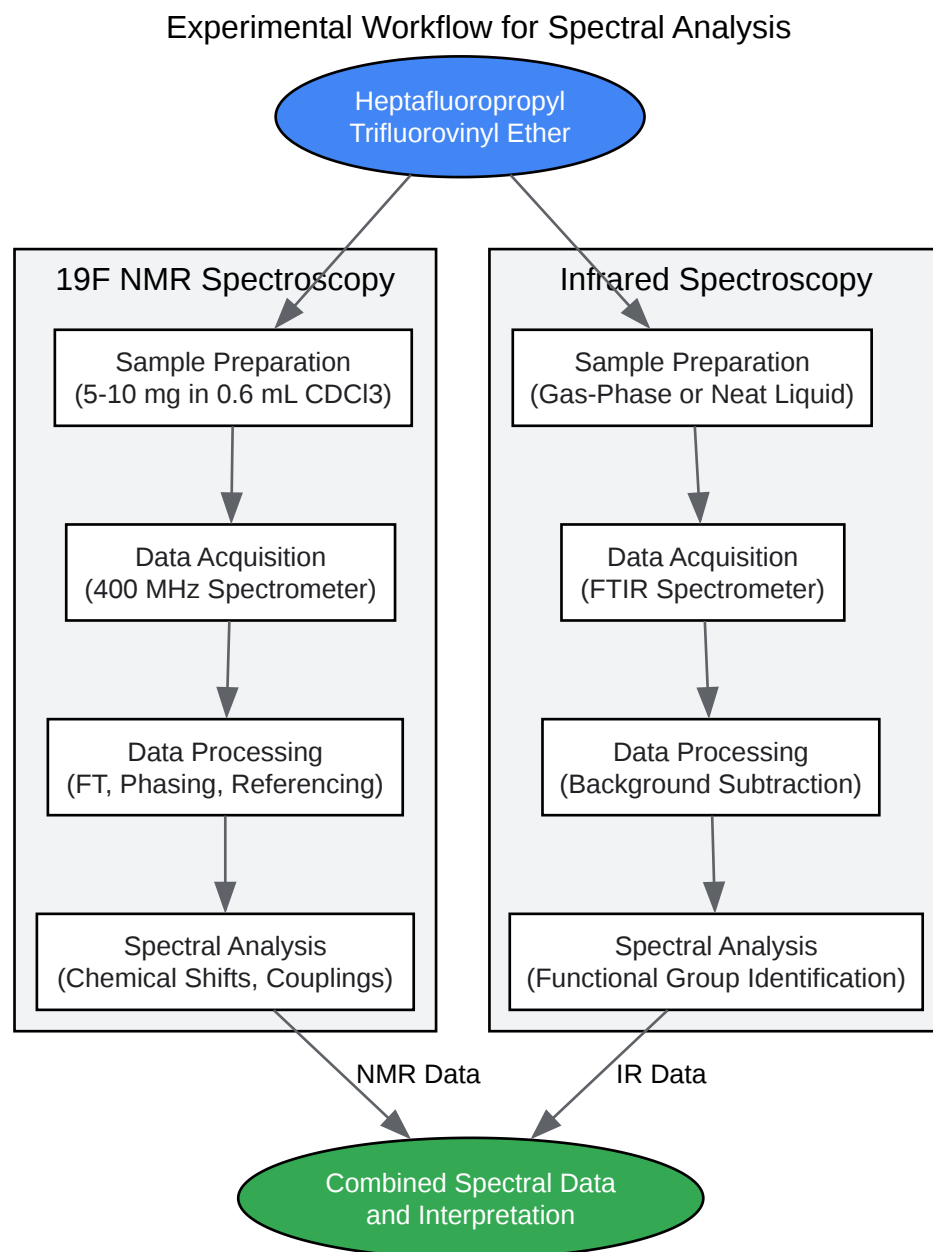 Experimental Workflow for Spectral Analysis
Heptafluoropropyl
Trifluorovinyl Ether
19F NMR Spectroscopy
Sample Preparation
(5-10 mg in 0.6 mL CDCl3)
Data Acquisition
(400 MHz Spectrometer)
Data Processing
(FT, Phasing, Referencing)
Spectral Analysis
(Chemical Shifts, Couplings)
Infrared Spectroscopy
Sample Preparation
(Gas-Phase or Neat Liquid)
Data Acquisition
(FTIR Spectrometer)
Data Processing
(Background Subtraction)
Spectral Analysis
(Functional Group Identification)
NMR Data
IR Data
Combined Spectral Data
and Interpretation